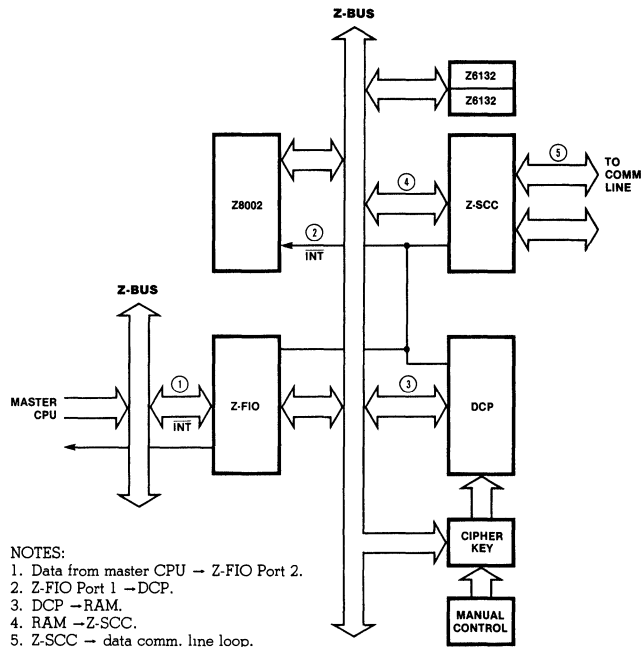 Z-BUS
Z6132
Z6132
Z8002
Z-SCC
④
⑤
TO
COMM
LINE
②
INT
Z-BUS
MASTER
CPU
①
INT
Z-FIO
③
DCP
CIPHER
KEY
MANUAL
CONTROL
NOTES:
1. Data from master CPU → Z-FIO Port 2.
2. Z-FIO Port 1 → DCP.
3. DCP → RAM.
4. RAM → Z-SCC.
5. Z-SCC → data comm. line loop.